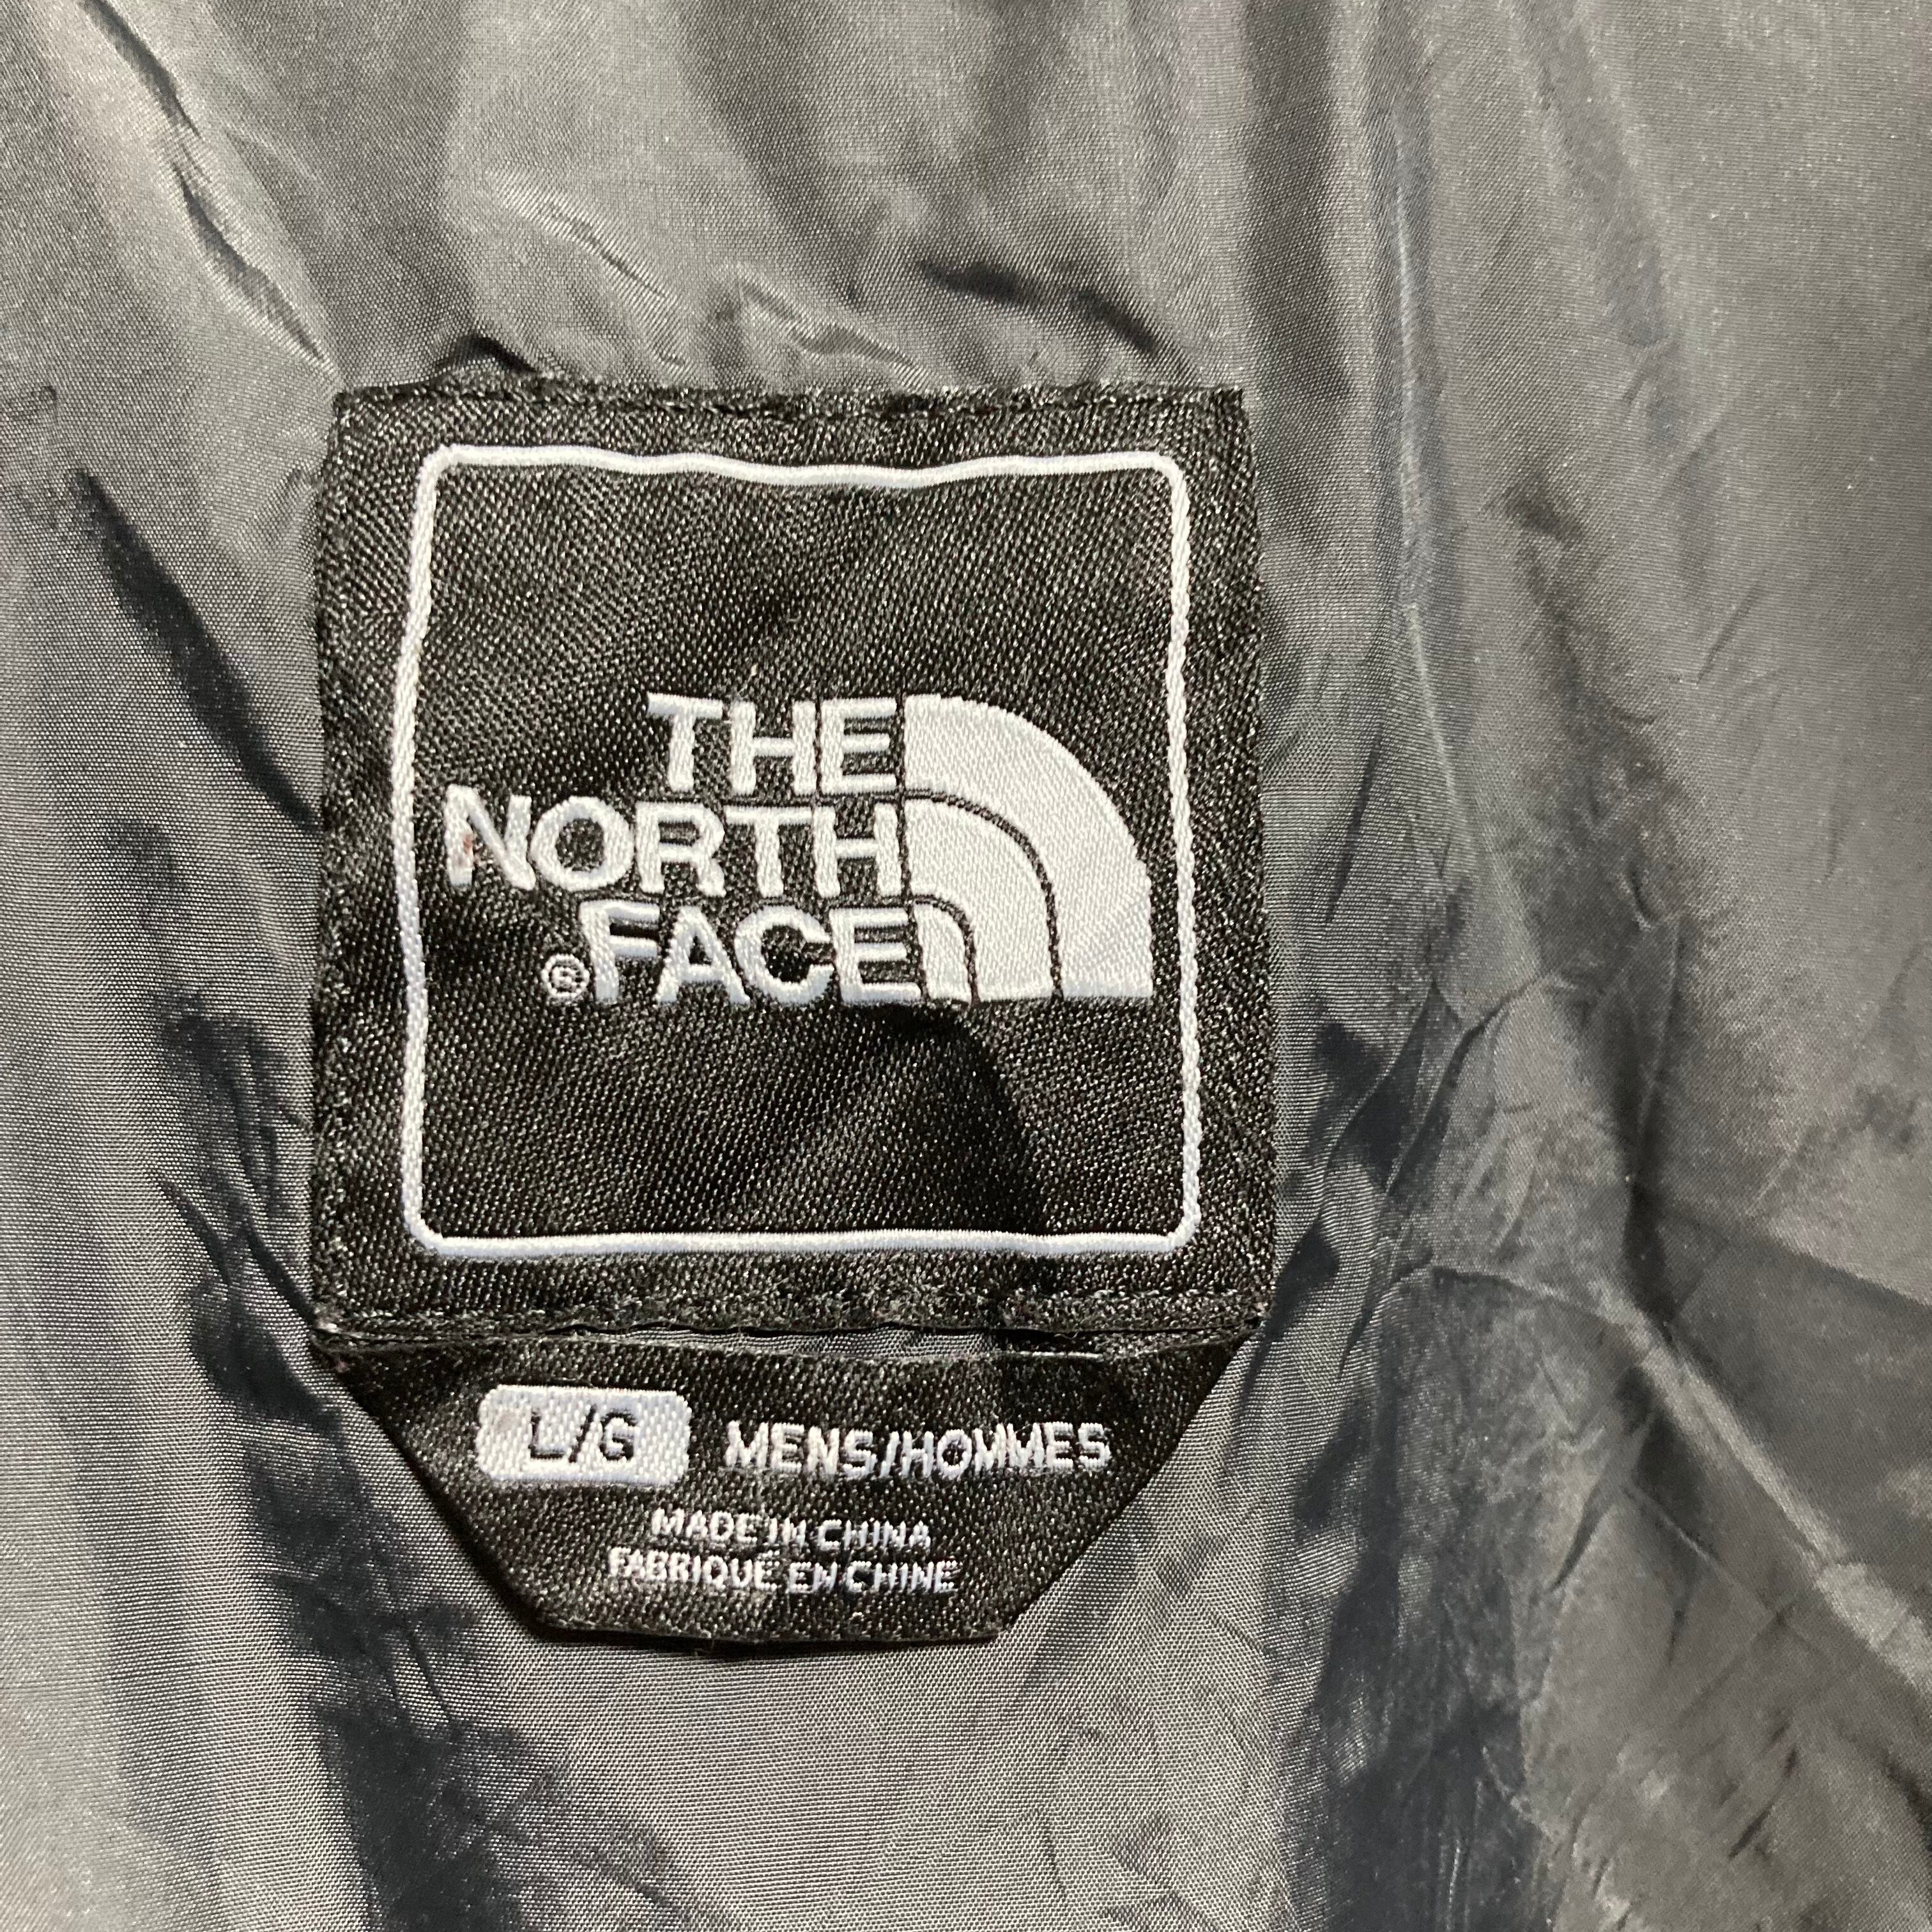 THE
NORTH
®FACE
L/G MENS/HOMMES
MADE IN CHINA
FABRIQUÉ EN CHINE